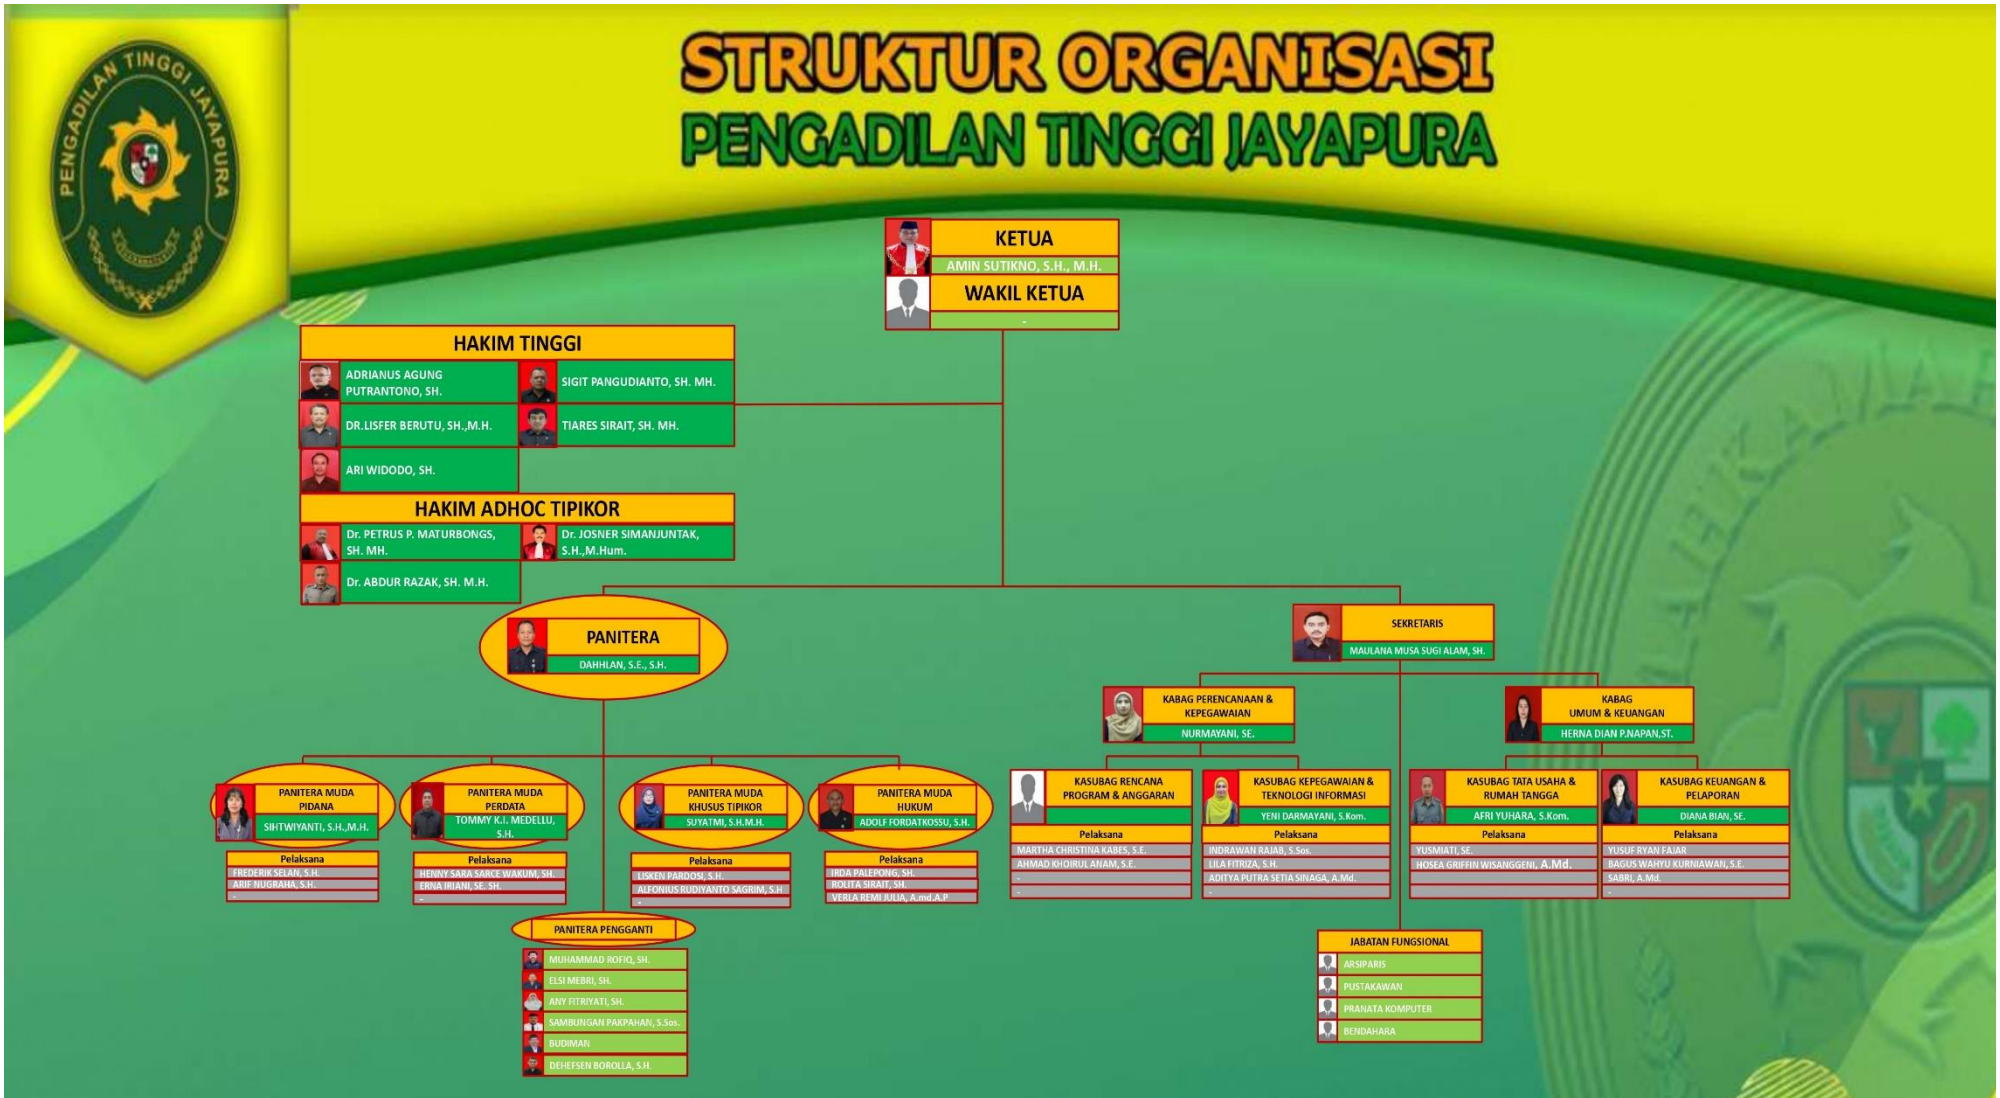 PENGADILAN TINGGI JAYAPURA
STRUKTUR ORGANISASI
PENGADILAN TINGGI JAYAPURA
KETUA
AMIN SUTIKNO, S.H., M.H.
WAKIL KETUA
-
HAKIM TINGGI
ADRIANUS AGUNG
PUTRANTONO, SH.
SIGIT PANGUDIANTO, SH. MH.
DR.LISFER BERUTU, SH.,M.H.
TIARES SIRAIT, SH. MH.
ARI WIDODO, SH.
HAKIM ADHOC TIPIKOR
Dr. PETRUS P. MATURBONGS,
SH. MH.
Dr. JOSNER SIMANJUNTAK,
S.H.,M.Hum.
Dr. ABDUR RAZAK, SH. M.H.
PANITERA
DAHHLAN, S.E., S.H.
SEKRETARIS
MAULANA MUSA SUGI ALAM, SH.
KABAG PERENCANAAN &
KEPEGAWAIAN
NURMAYANI, SE.
KABAG
UMUM & KEUANGAN
HERNA DIAN P.NAPAN,ST.
PANITERA MUDA
PIDANA
SIHTWIYANTI, S.H.,M.H.
Pelaksana
FREDERIK SELAN, S.H.
ARIF NUGRAHA, S.H.
-
PANITERA MUDA
PERDATA
TOMMY K.I. MEDELLU,
S.H.
Pelaksana
HENNY SARA SARCE WAKUM, SH.
ERNA IRIANI, SE. SH.
-
PANITERA MUDA
KHUSUS TIPIKOR
SUYATMI, S.H.M.H.
Pelaksana
LISKEN PARDOSI, S.H.
ALFONIUS RUDIYANTO SAGRIM, S.H
-
PANITERA MUDA
HUKUM
ADOLF FORDATKOSSU, S.H.
Pelaksana
IRDA PALEPONG, SH.
ROLITA SIRAIT, SH.
VERLA REMI JULIA, A.md.A.P
KASUBAG RENCANA
PROGRAM & ANGGARAN
Pelaksana
MARTHA CHRISTINA KABES, S.E.
AHMAD KHOIRUL ANAM, S.E.
-
-
KASUBAG KEPEGAWAIAN &
TEKNOLOGI INFORMASI
YENI DARMAYANI, S.Kom.
Pelaksana
INDRAWAN RAJAB, S.Sos.
LILA FITRIZA, S.H.
ADITYA PUTRA SETIA SINAGA, A.Md.
-
KASUBAG TATA USAHA &
RUMAH TANGGA
AFRI YUHARA, S.Kom.
Pelaksana
YUSMIATI, SE.
HOSEA GRIFFIN WISANGGENI, A.Md.
KASUBAG KEUANGAN &
PELAPORAN
DIANA BIAN, SE.
Pelaksana
YUSUF RYAN FAJAR
BAGUS WAHYU KURNIAWAN, S.E.
SABRI, A.Md.
-
PANITERA PENGGANTI
MUHAMMAD ROFIQ, SH.
ELSI MEBRI, SH.
ANY FITRIYATI, SH.
SAMBUNGAN PAKPAHAN, S.Sos.
BUDIMAN
DEHEFSEN BOROLLA, S.H.
JABATAN FUNGSIONAL
ARSIPARIS
PUSTAKAWAN
PRANATA KOMPUTER
BENDAHARA